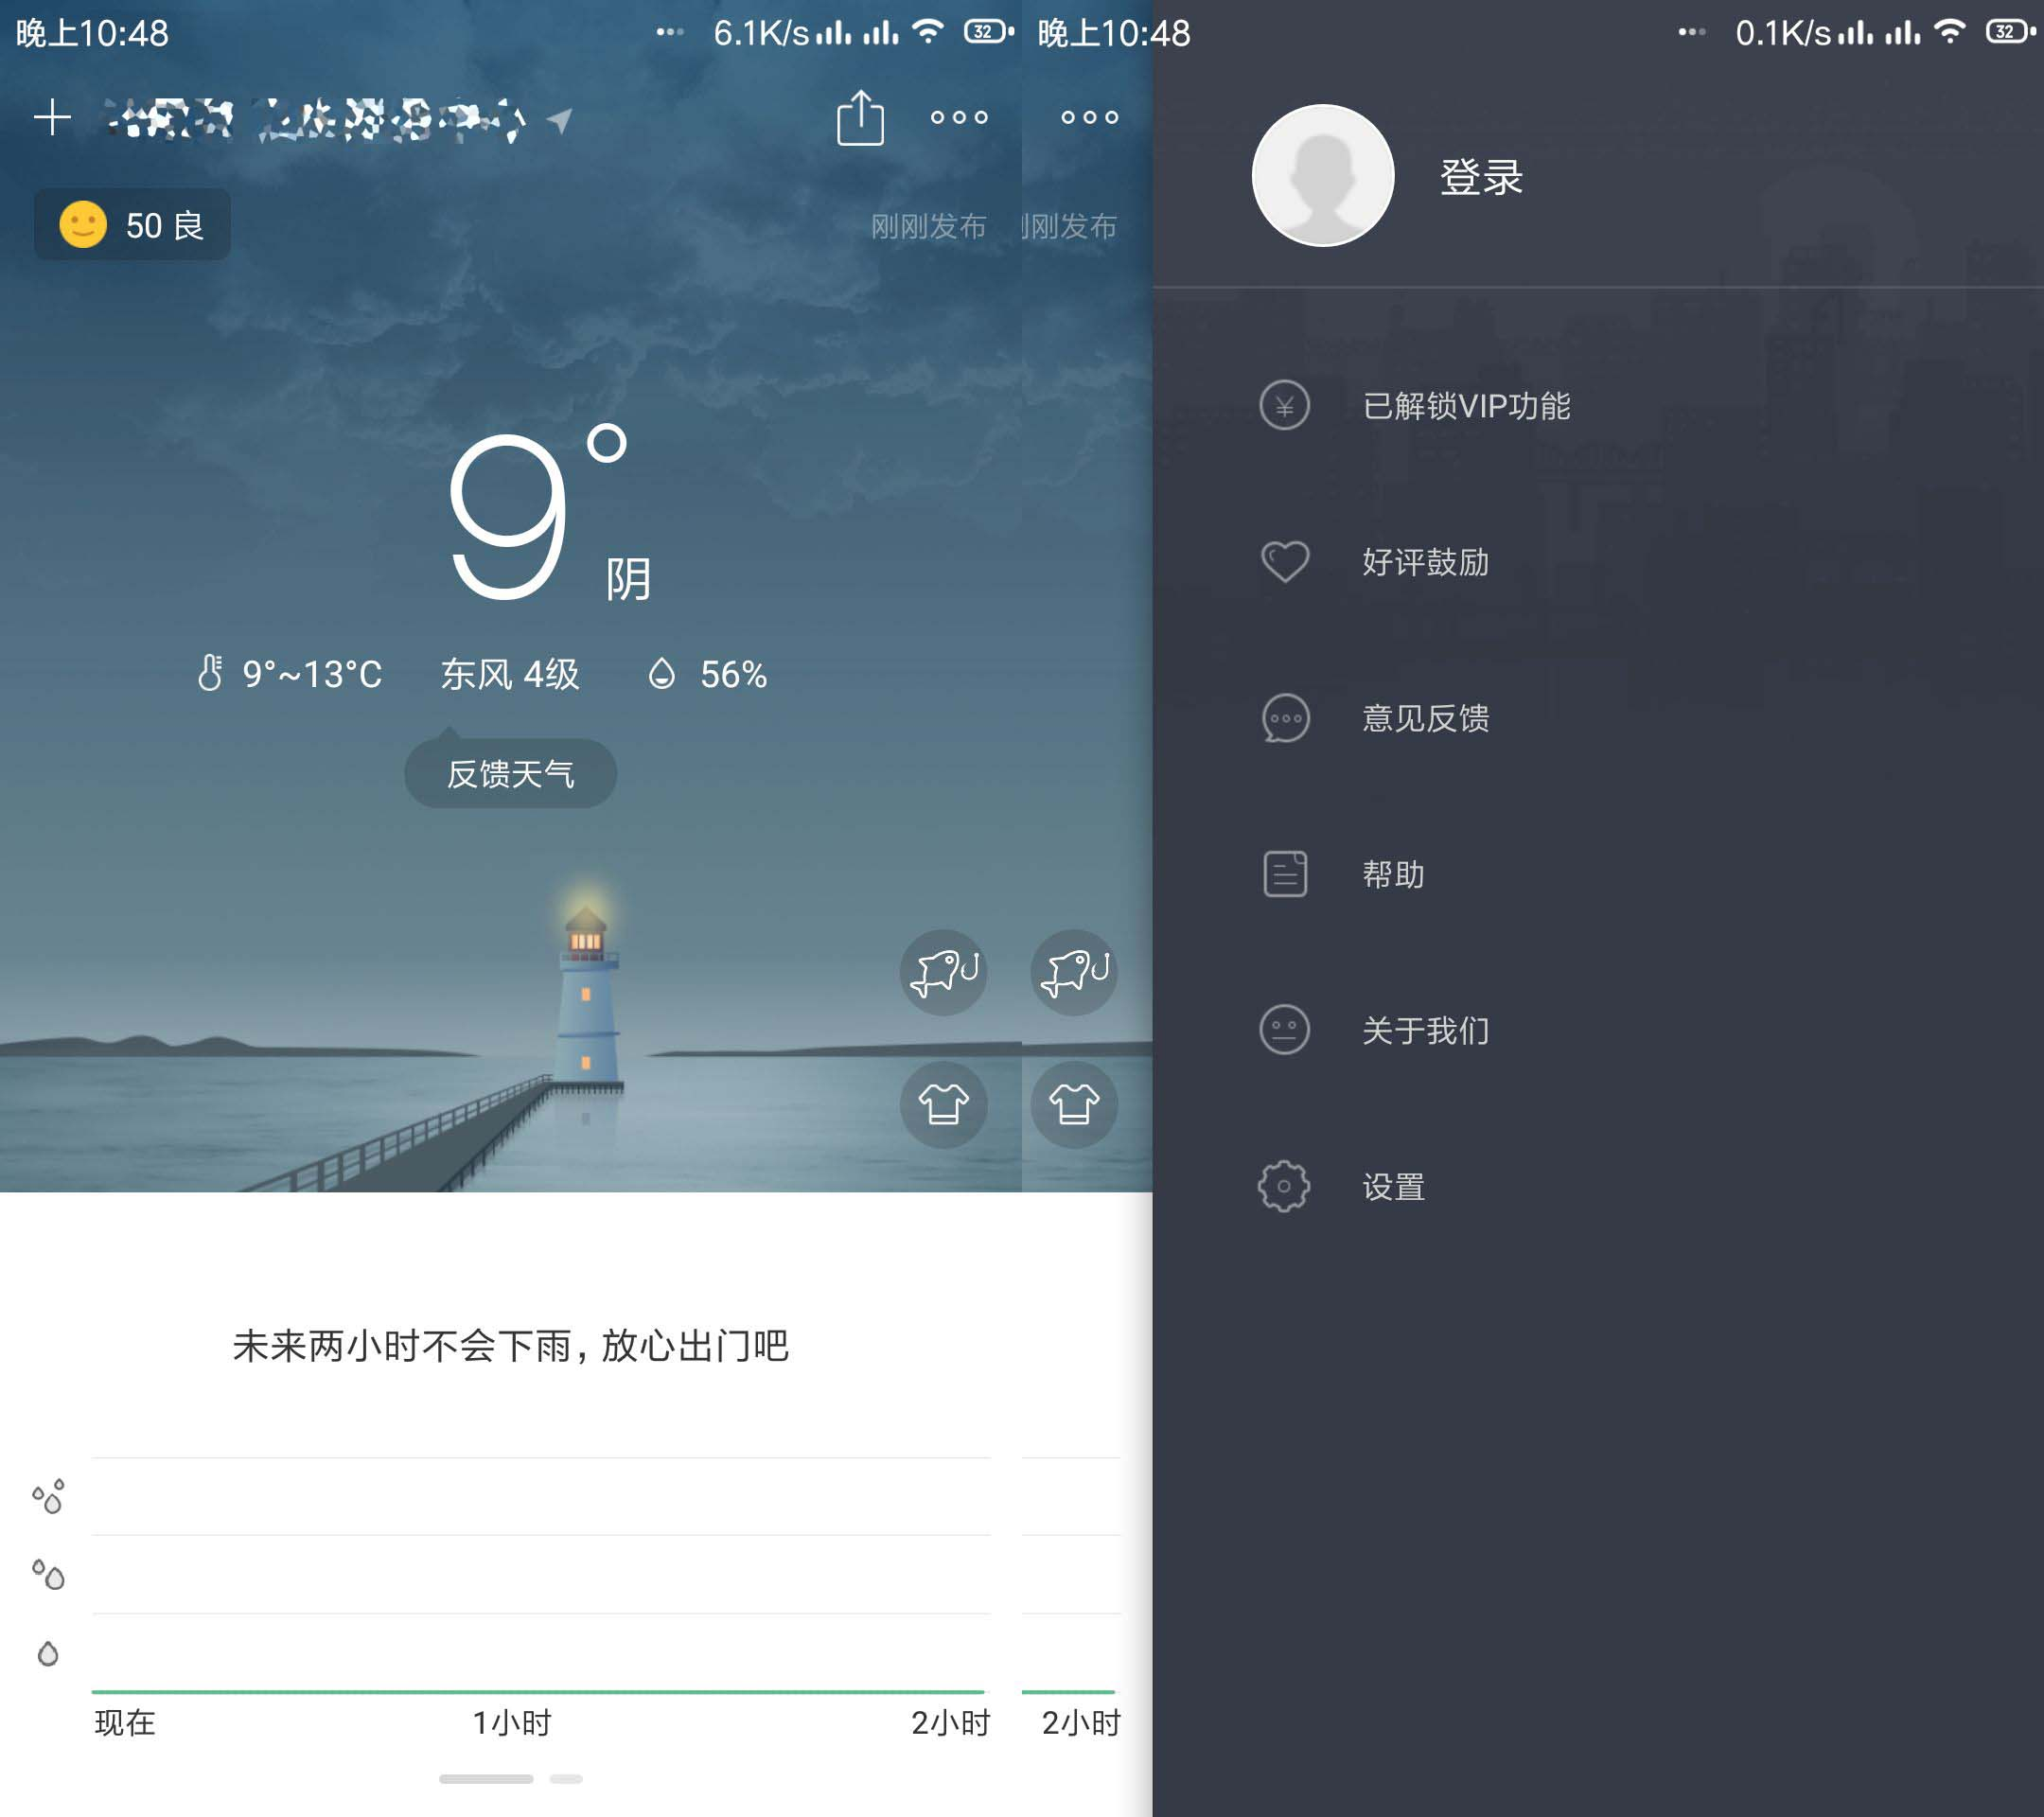 晚上10:48
6.1K/s
32
50 良
刚刚发布
9°
阴
9°~13°C
东风 4级
56%
反馈天气
未来两小时不会下雨，放心出门吧
现在
1小时
2小时
晚上10:48
0.1K/s
32
刚发布
2小时
登录
已解锁VIP功能
好评鼓励
意见反馈
帮助
关于我们
设置